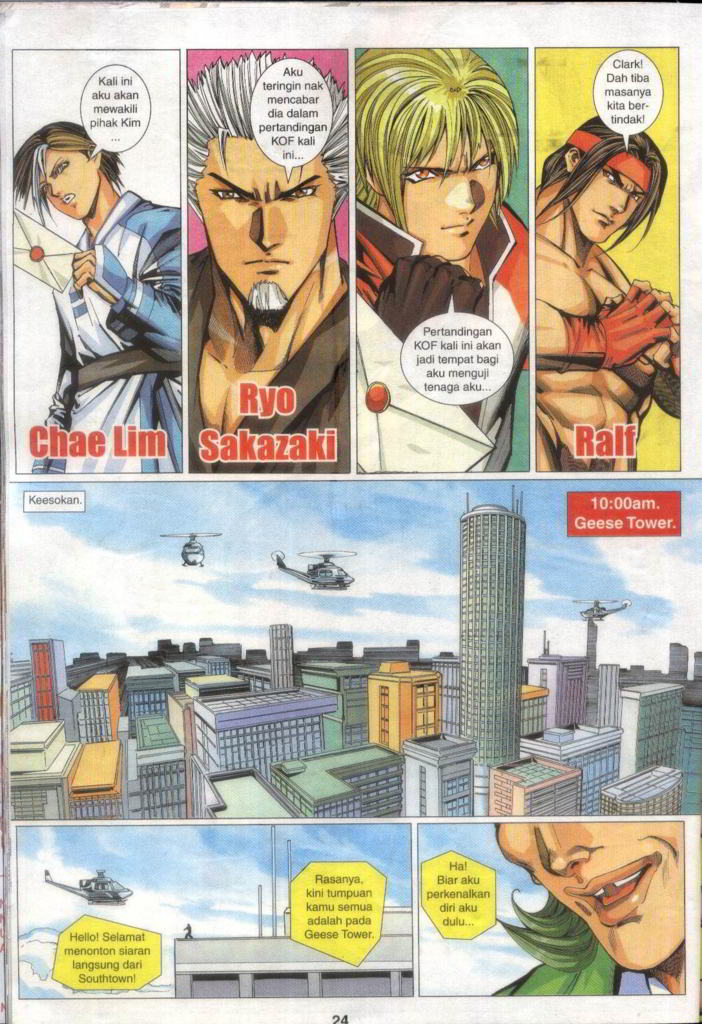 Kali ini
aku akan
mewakili
pihak Kim
...
Chae Lim
Aku
teringin nak
mencabar
dia dalam
pertandingan
KOF kali
ini...
Ryo
Sakazaki
Pertandingan
KOF kali ini akan
jadi tempat bagi
aku menguji
tenaga aku...
Clark!
Dah tiba
masanya
kita ber-
tindak!
Ralf
Keesokan.
10:00am.
Geese Tower.
Hello! Selamat
menonton siaran
langsung dari
Southtown!
Rasanya,
kini tumpuan
kamu semua
adalah pada
Geese Tower.
Ha!
Biar aku
perkenalkan
diri aku
dulu...
24